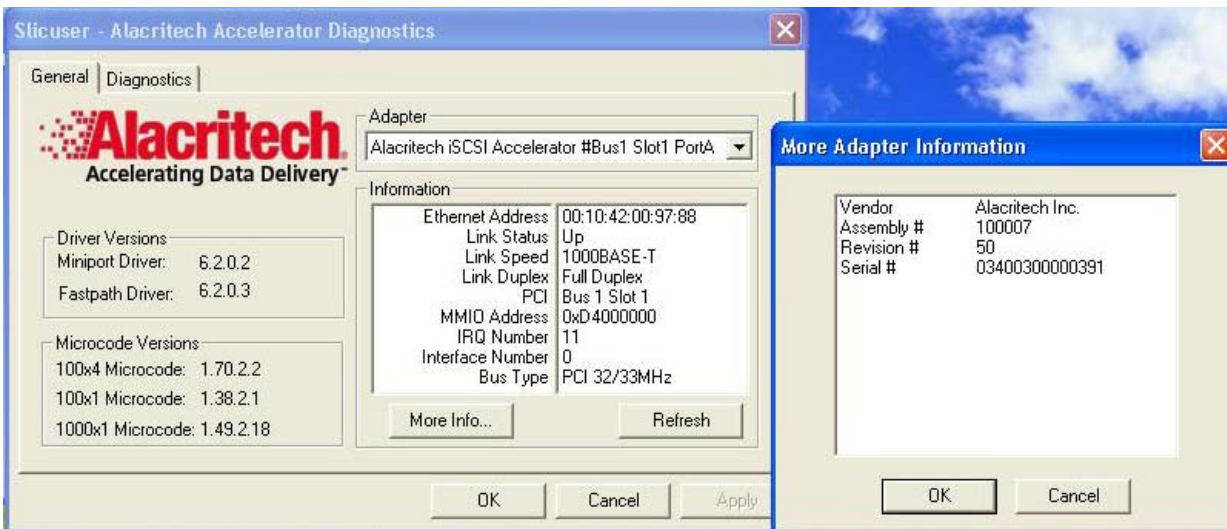 Slicuser - Alacritech Accelerator Diagnostics
General
Diagnostics
Alacritech
Accelerating Data Delivery™
Driver Versions
Miniport Driver: 6.2.0.2
Fastpath Driver: 6.2.0.3
Microcode Versions
100x4 Microcode: 1.70.2.2
100x1 Microcode: 1.38.2.1
1000x1 Microcode: 1.49.2.18
Adapter
Alacritech iSCSI Accelerator #Bus1 Slot1 PortA
Information
Ethernet Address 00:10:42:00:97:88
Link Status Up
Link Speed 1000BASE-T
Link Duplex Full Duplex
PCI Bus 1 Slot 1
MMIO Address 0xD4000000
IRQ Number 11
Interface Number 0
Bus Type PCI 32/33MHz
More Info...
Refresh
OK
Cancel
Apply
More Adapter Information
Vendor Alacritech Inc.
Assembly # 100007
Revision # 50
Serial # 03400300000391
OK
Cancel